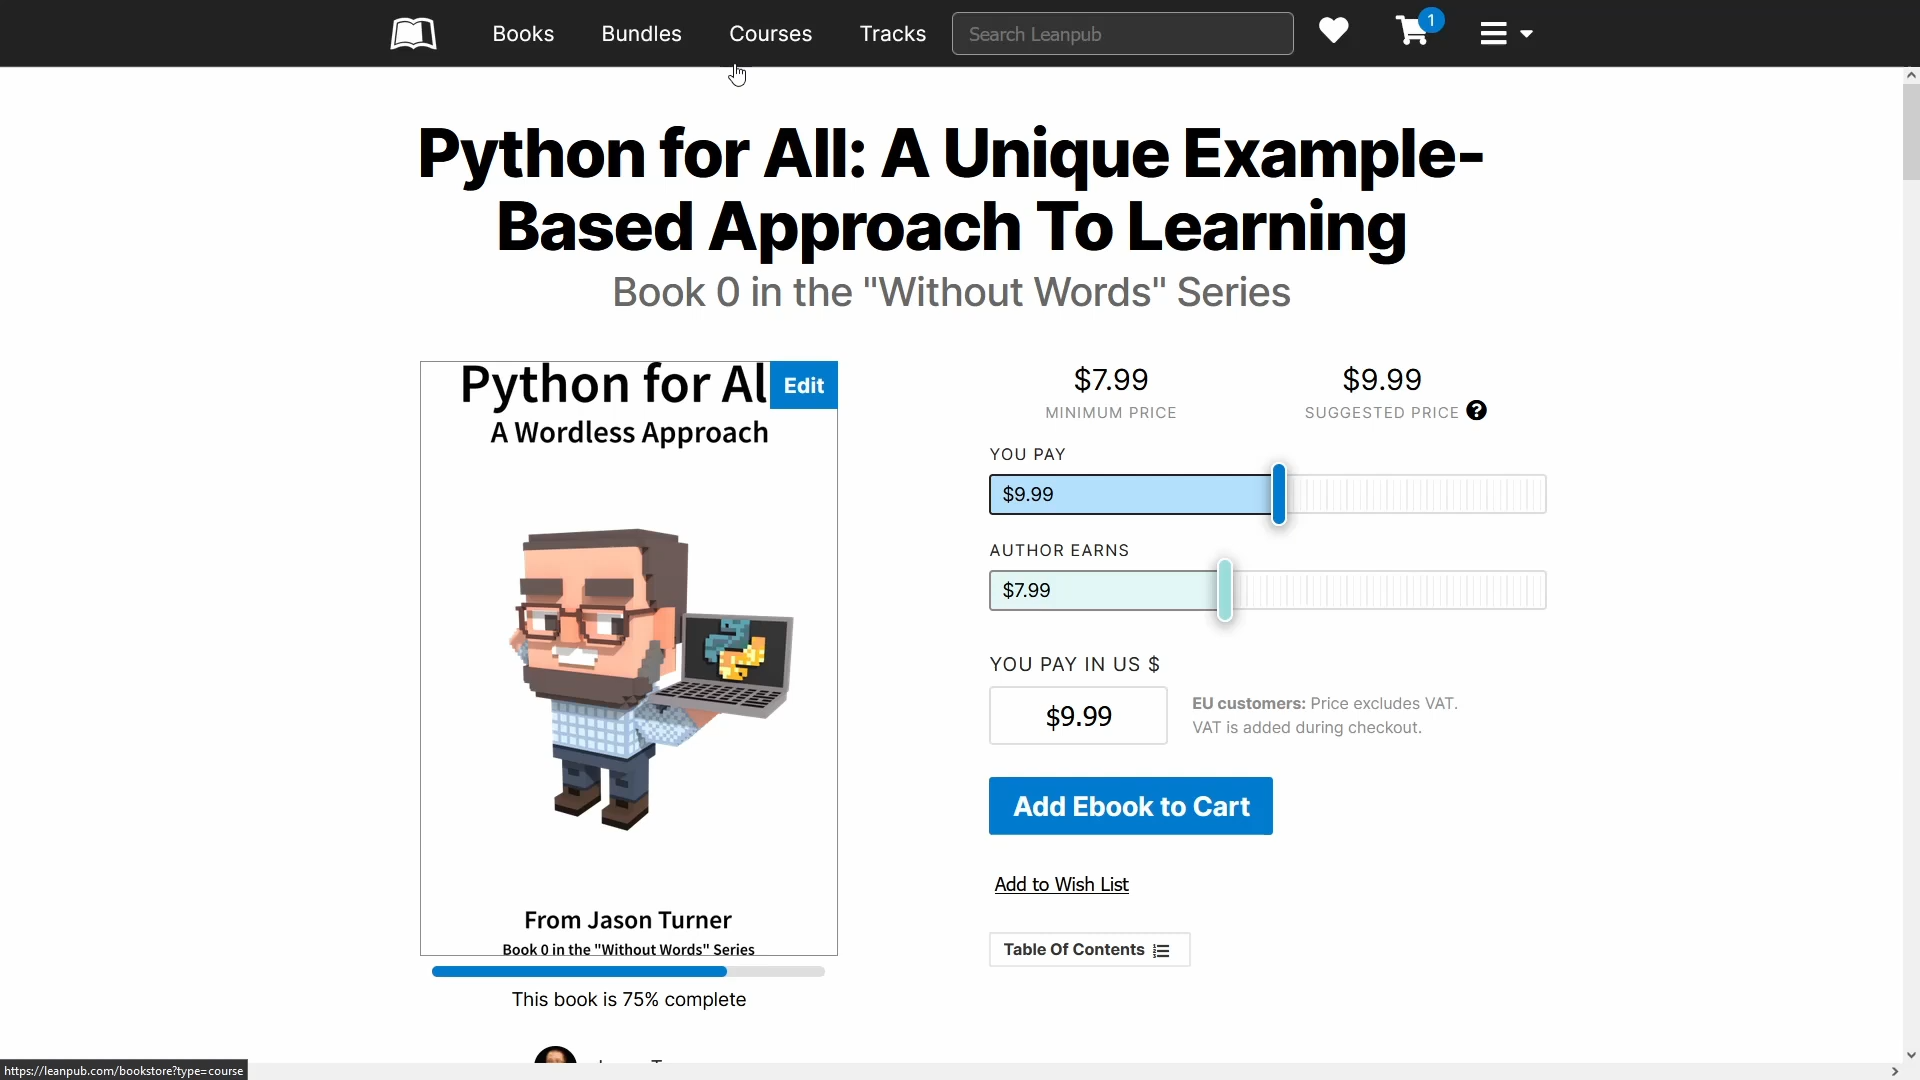 Books
Bundles
Courses
Tracks
Search Leanpub
1
Python for All: A Unique Example-
Based Approach To Learning
Book 0 in the "Without Words" Series
Python for Al
Edit
A Wordless Approach
From Jason Turner
Book 0 in the "Without Words" Series
This book is 75% complete
$7.99
MINIMUM PRICE
$9.99
SUGGESTED PRICE ?
YOU PAY
$9.99
AUTHOR EARNS
$7.99
YOU PAY IN US $
$9.99
EU customers: Price excludes VAT.
VAT is added during checkout.
Add Ebook to Cart
Add to Wish List
Table Of Contents
https://leanpub.com/bookstore?type=course